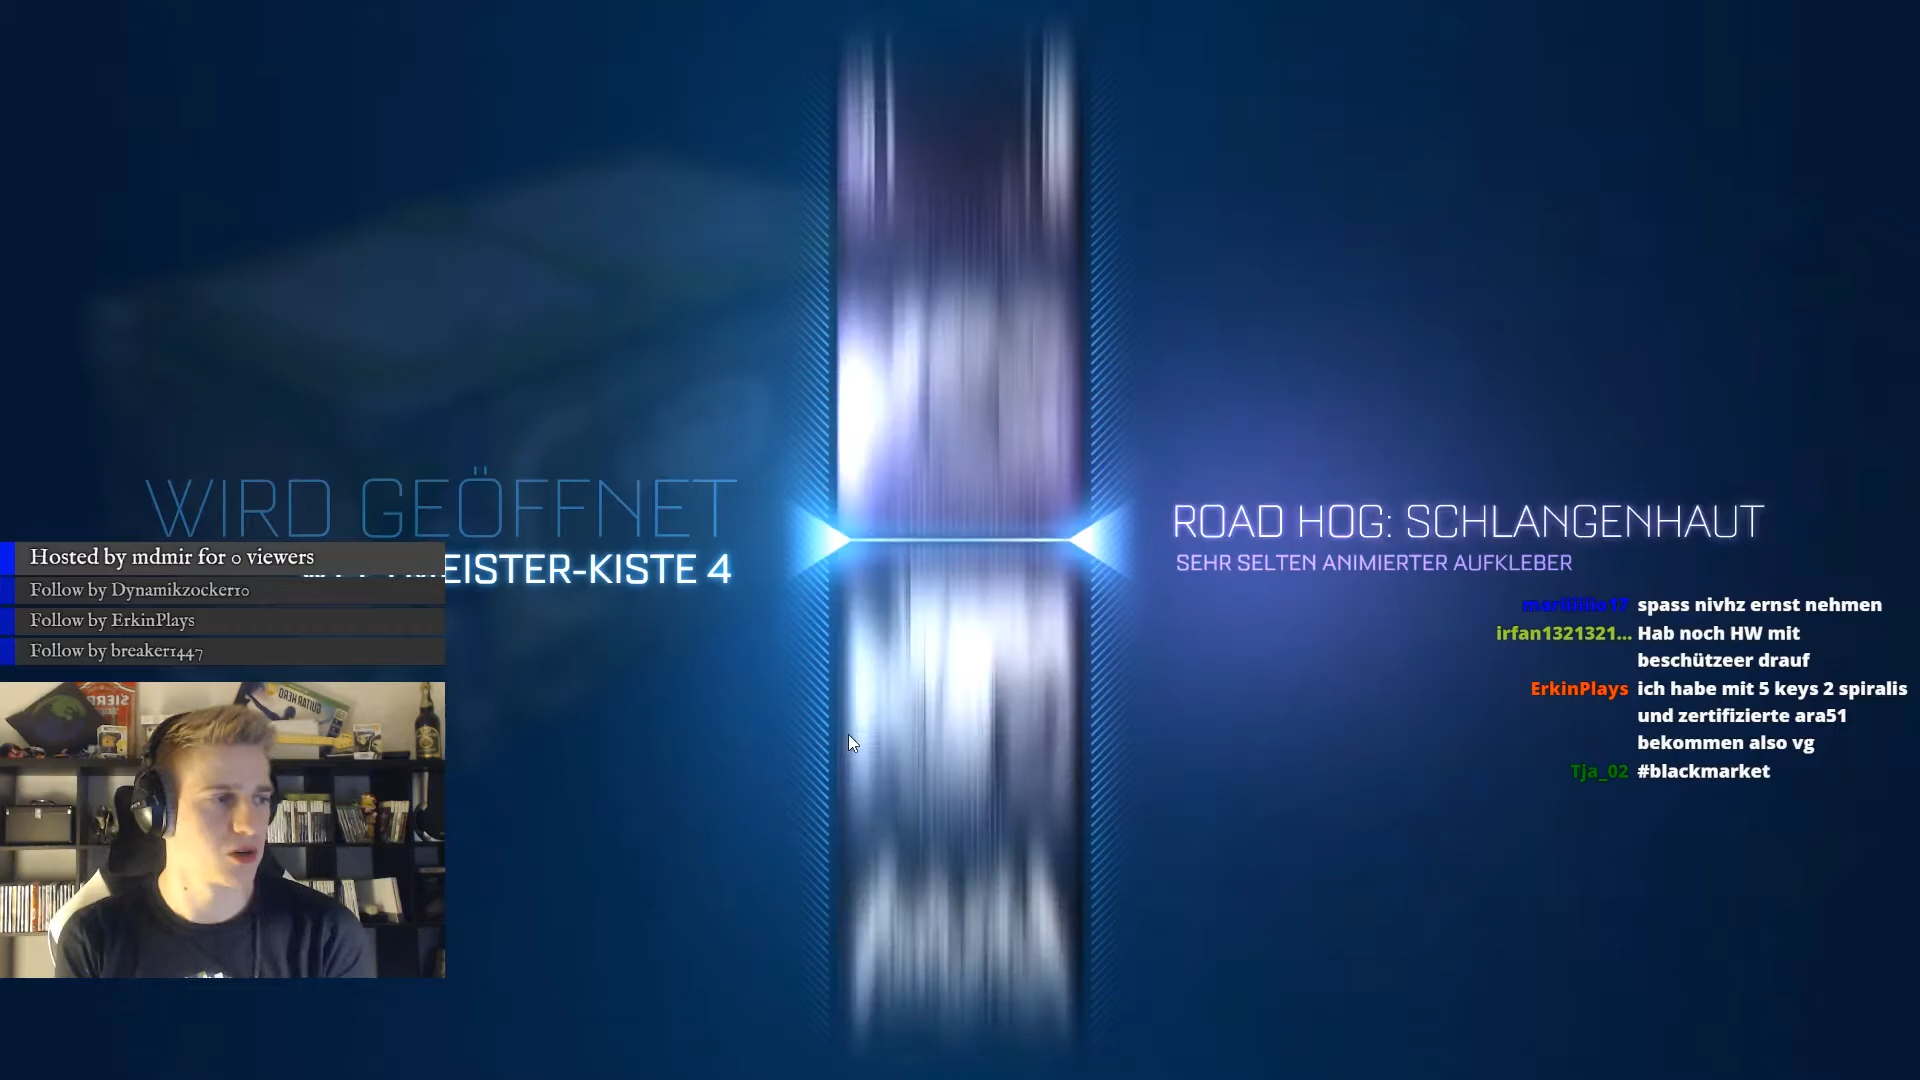 WIRD GEÖFFNET
EISTER-KISTE 4
Hosted by mdmir for 0 viewers
Follow by Dynamikzocker10
Follow by ErkinPlays
Follow by breaker1447
ROAD HOG: SCHLANGENHAUT
SEHR SELTEN ANIMIERTER AUFKLEBER
spass nivhz ernst nehmen
irfan1321321... Hab noch HW mit
beschützeer drauf
ErkinPlays ich habe mit 5 keys 2 spiralis
und zertifizierte ara51
bekommen also vg
Tja_02 #blackmarket
GUITAR HERO